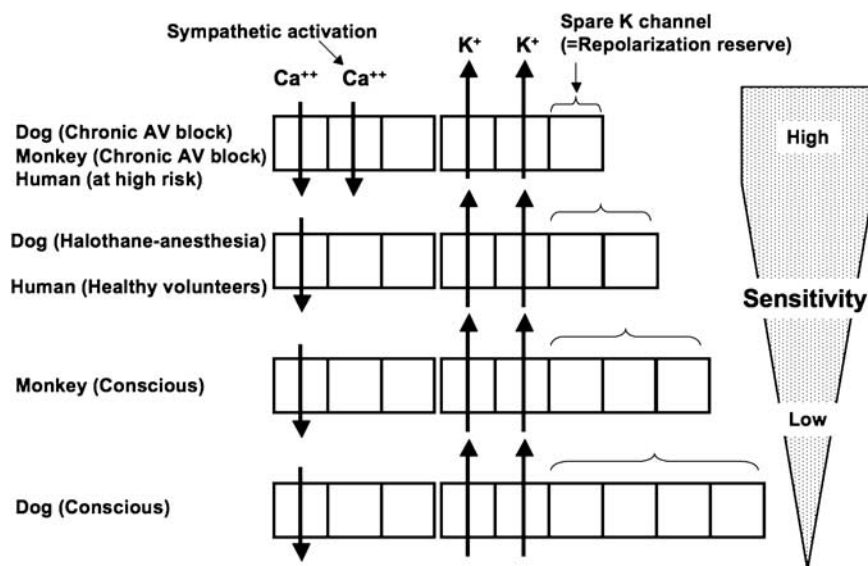 Sympathetic activation
Spare K channel
(=Repolarization reserve)
Ca++ Ca++
K+ K+
Dog (Chronic AV block)
Monkey (Chronic AV block)
Human (at high risk)
High
Dog (Halothane-anesthesia)
Human (Healthy volunteers)
Sensitivity
Monkey (Conscious)
Low
Dog (Conscious)